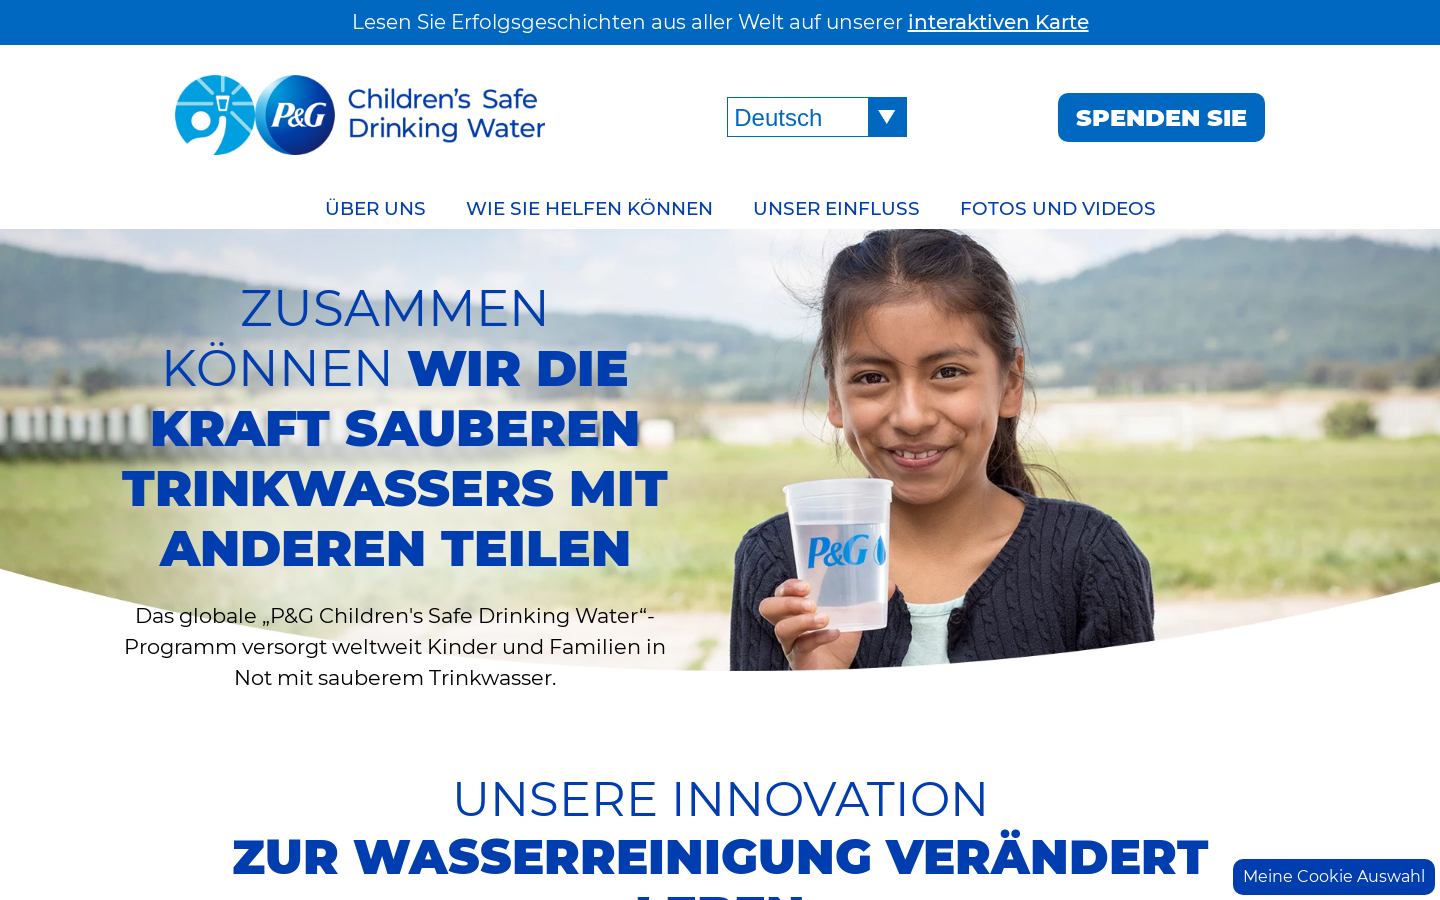 Lesen Sie Erfolgsgeschichten aus aller Welt auf unserer interaktiven Karte
P&G
Children's Safe
Drinking Water
Deutsch
SPENDEN SIE
ÜBER UNS
WIE SIE HELFEN KÖNNEN
UNSER EINFLUSS
FOTOS UND VIDEOS
ZUSAMMEN
KÖNNEN WIR DIE
KRAFT SAUBEREN
TRINKWASSERS MIT
ANDEREN TEILEN
P&G
Das globale „P&G Children's Safe Drinking Water“-
Programm versorgt weltweit Kinder und Familien in
Not mit sauberem Trinkwasser.
UNSERE INNOVATION
ZUR WASSERREINIGUNG VERÄNDERT
LEBEN
Meine Cookie Auswahl